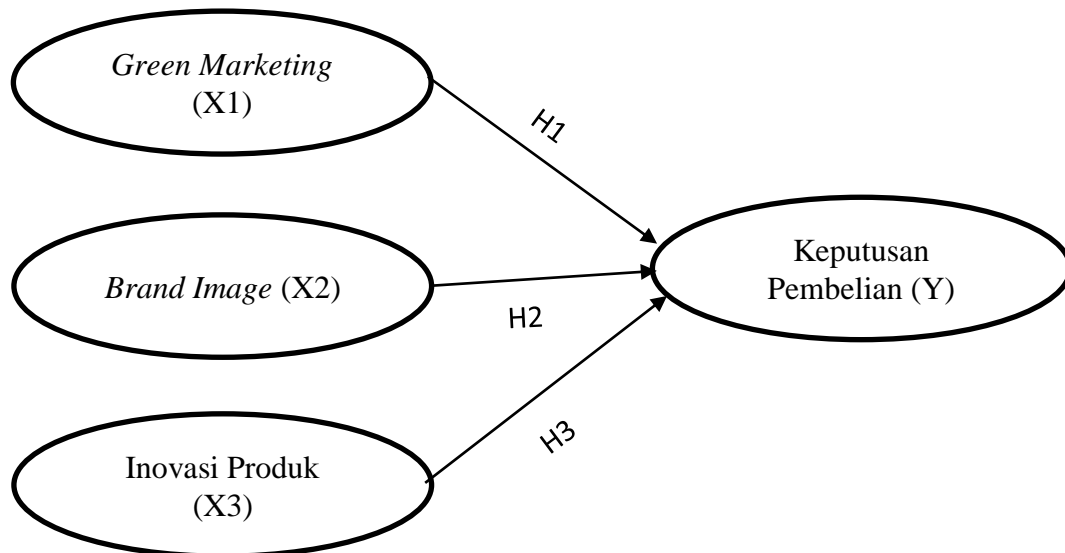 Green Marketing
(X1)
H1
Brand Image (X2)
H2
Keputusan
Pembelian (Y)
Inovasi Produk
(X3)
H3